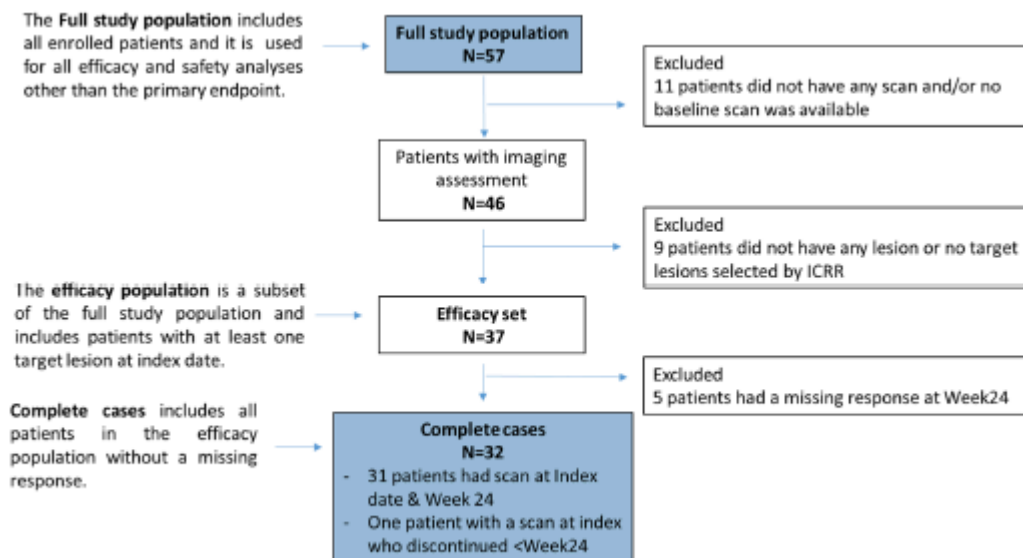 The Full study population includes
all enrolled patients and it is used
for all efficacy and safety analyses
other than the primary endpoint.
Full study population
N=57
Excluded
11 patients did not have any scan and/or no
baseline scan was available
Patients with imaging
assessment
N=46
Excluded
9 patients did not have any lesion or no target
lesions selected by ICRR
The efficacy population is a subset
of the full study population and
includes patients with at least one
target lesion at index date.
Efficacy set
N=37
Excluded
5 patients had a missing response at Week24
Complete cases includes all
patients in the efficacy
population without a missing
response.
Complete cases
N=32
- 31 patients had scan at Index
date & Week 24
- One patient with a scan at index
who discontinued <Week24